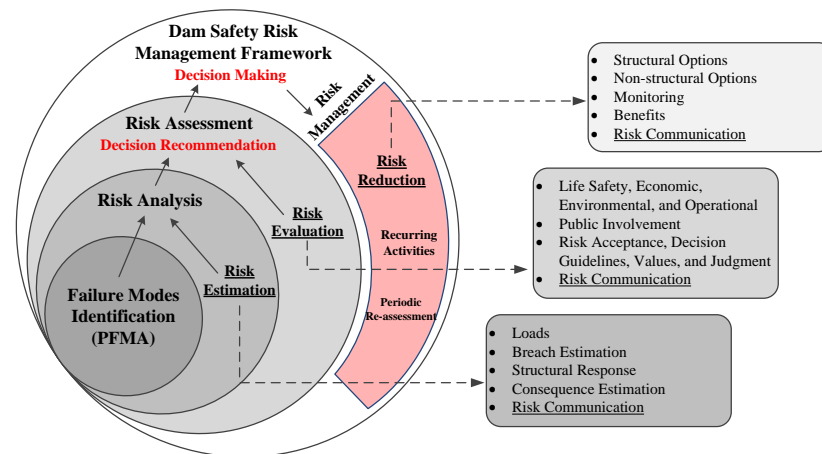 Dam Safety Risk
Management Framework
Decision Making
Risk
Management
Risk Assessment
Decision Recommendation
Risk
Reduction
Risk Analysis
Risk
Evaluation
Recurring
Activities
Risk
Estimation
Failure Modes
Identification
(PFMA)
Periodic
Re-assessment
• Structural Options
• Non-structural Options
• Monitoring
• Benefits
• Risk Communication
• Life Safety, Economic,
Environmental, and Operational
• Public Involvement
• Risk Acceptance, Decision
Guidelines, Values, and Judgment
• Risk Communication
• Loads
• Breach Estimation
• Structural Response
• Consequence Estimation
• Risk Communication